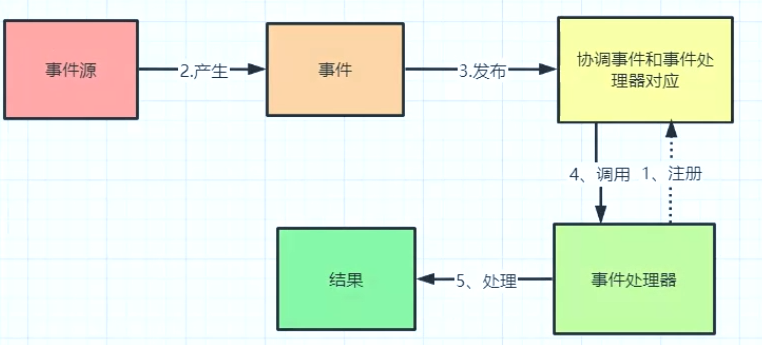 事件源
2.产生
事件
3.发布
协调事件和事件处
理器对应
4、调用
1、注册
结果
5、处理
事件处理器